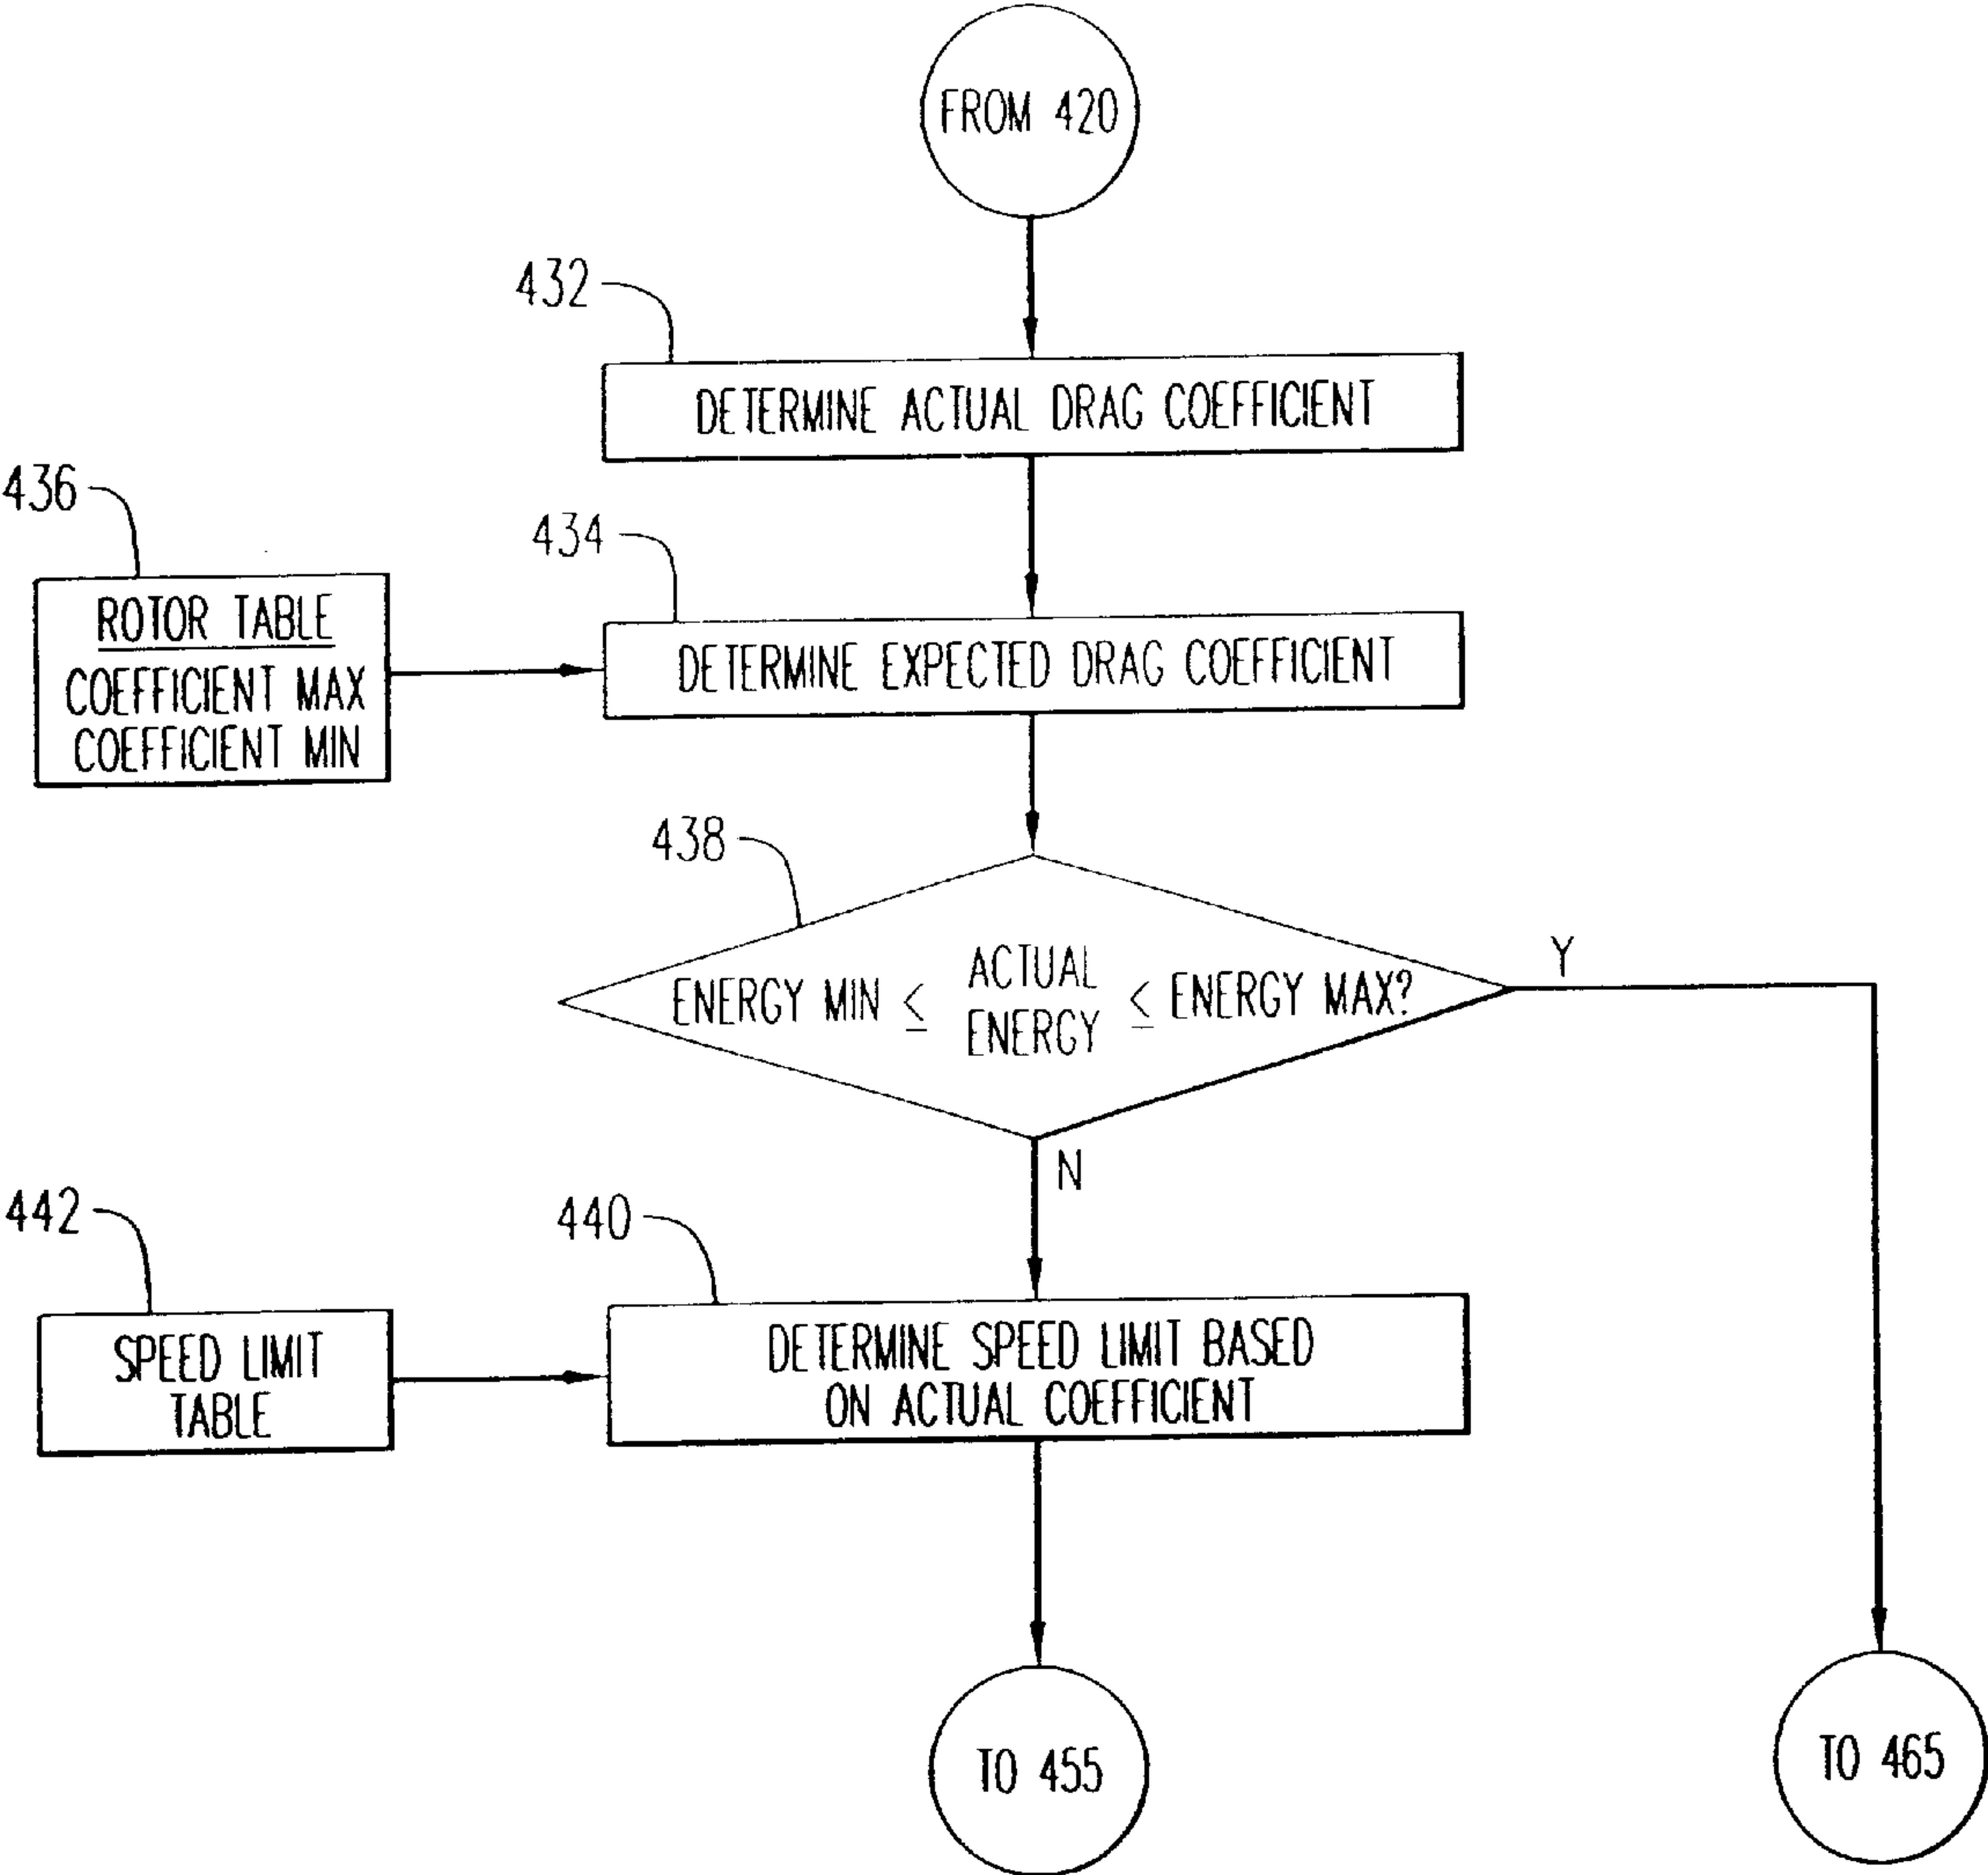 FROM 420
432
DETERMINE ACTUAL DRAG COEFFICIENT
436
434
ROTOR TABLE
COEFFICIENT MAX
COEFFICIENT MIN
DETERMINE EXPECTED DRAG COEFFICIENT
438
ENERGY MIN ≤ ACTUAL ENERGY ≤ ENERGY MAX?
Y
N
442
440
SPEED LIMIT
TABLE
DETERMINE SPEED LIMIT BASED
ON ACTUAL COEFFICIENT
TO 455
TO 465